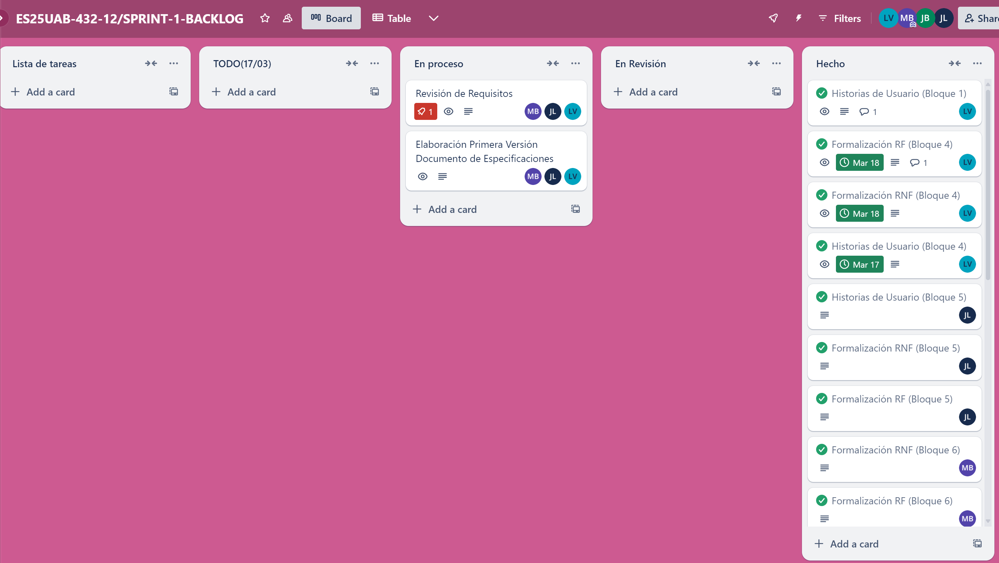 ES25UAB-432-12/SPRINT-1-BACKLOG
Board
Table
Filters
LV
MB
JB
JL
Lista de tareas
Add a card
TODO(17/03)
Add a card
En proceso
Revisión de Requisitos
1
MB
JL
LV
Elaboración Primera Versión
Documento de Especificaciones
MB
JL
LV
Add a card
En Revisión
Add a card
Hecho
Historias de Usuario (Bloque 1)
1
LV
Formalización RF (Bloque 4)
Mar 18
1
LV
Formalización RNF (Bloque 4)
Mar 18
LV
Historias de Usuario (Bloque 4)
Mar 17
LV
Historias de Usuario (Bloque 5)
JL
Formalización RNF (Bloque 5)
JL
Formalización RF (Bloque 5)
JL
Formalización RNF (Bloque 6)
MB
Formalización RF (Bloque 6)
MB
Add a card